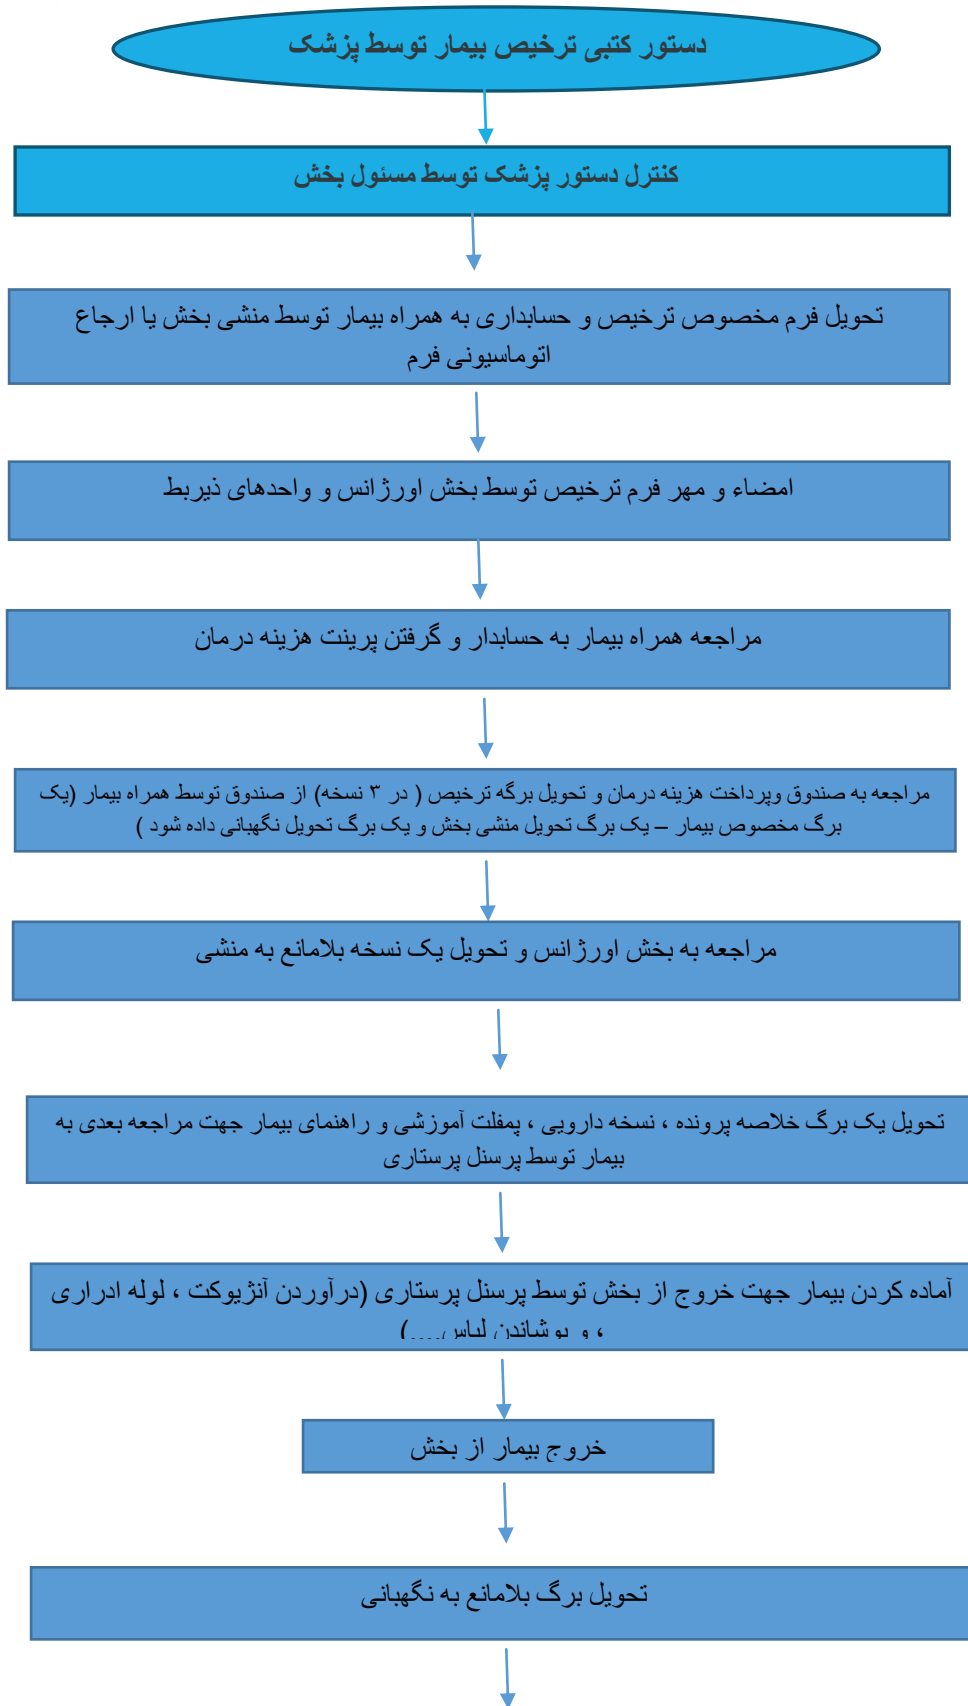 دستور کتبی ترخیص بیمار توسط پزشک
کنترل دستور پزشک توسط مسئول بخش
تحویل فرم مخصوص ترخیص و حسابداری به همراه بیمار توسط منشی بخش یا ارجاع
اتوماسیونی فرم
امضاء و مهر فرم ترخیص توسط بخش اورژانس و واحدهای ذیربط
مراجعه همراه بیمار به حسابدار و گرفتن پرینت هزینه درمان
مراجعه به صندوق وپرداخت هزینه درمان و تحویل برگه ترخیص ( در ۳ نسخه) از صندوق توسط همراه بیمار (یک
برگ مخصوص بیمار – یک برگ تحویل منشی بخش و یک برگ تحویل نگهبانی داده شود )
مراجعه به بخش اورژانس و تحویل یک نسخه بلامانع به منشی
تحویل یک برگ خلاصه پرونده ، نسخه دارویی ، پمفلت آموزشی و راهنمای بیمار جهت مراجعه بعدی به
بیمار توسط پرسنل پرستاری
آماده کردن بیمار جهت خروج از بخش توسط پرسنل پرستاری (درآوردن آنژیوکت ، لوله ادراری
، و پوشاندن لباس....)
خروج بیمار از بخش
تحویل برگ بلامانع به نگهبانی